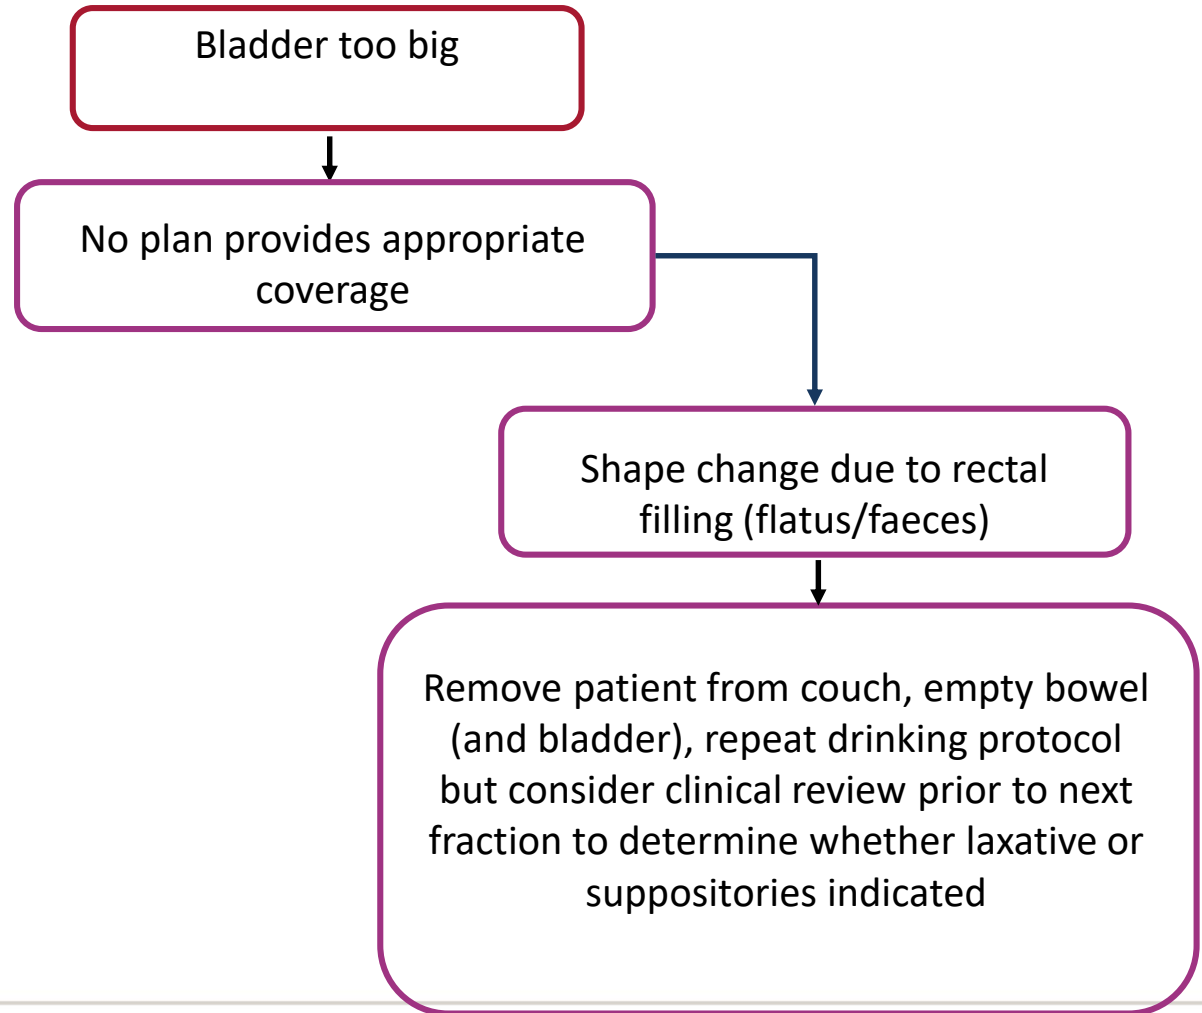 Bladder too big
No plan provides appropriate
coverage
Shape change due to rectal
filling (flatus/faeces)
Remove patient from couch, empty bowel
(and bladder), repeat drinking protocol
but consider clinical review prior to next
fraction to determine whether laxative or
suppositories indicated